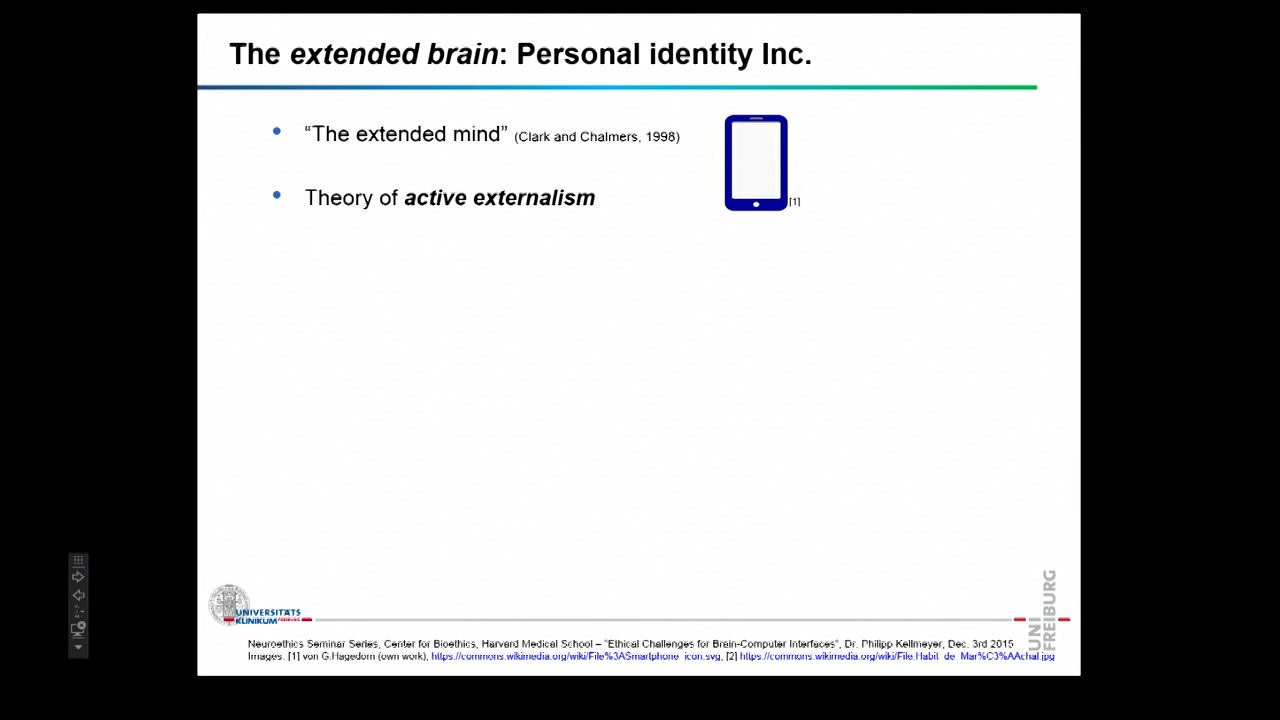 The extended brain: Personal identity Inc.
“The extended mind” (Clark and Chalmers, 1998)
Theory of active externalism
[1]
UNIVERSITÄTS
KLINIKUM FREIBURG
UNI
FREIBURG
Neuroethics Seminar Series, Center for Bioethics, Harvard Medical School – “Ethical Challenges for Brain-Computer Interfaces”, Dr. Philipp Kellmeyer, Dec. 3rd 2015
Images: [1] von G.Hagedorn (own work), https://commons.wikimedia.org/wiki/File%3ASmartphone_icon.svg, [2] https://commons.wikimedia.org/wiki/File:Habit_de_Mar%C3%AAchal.jpg